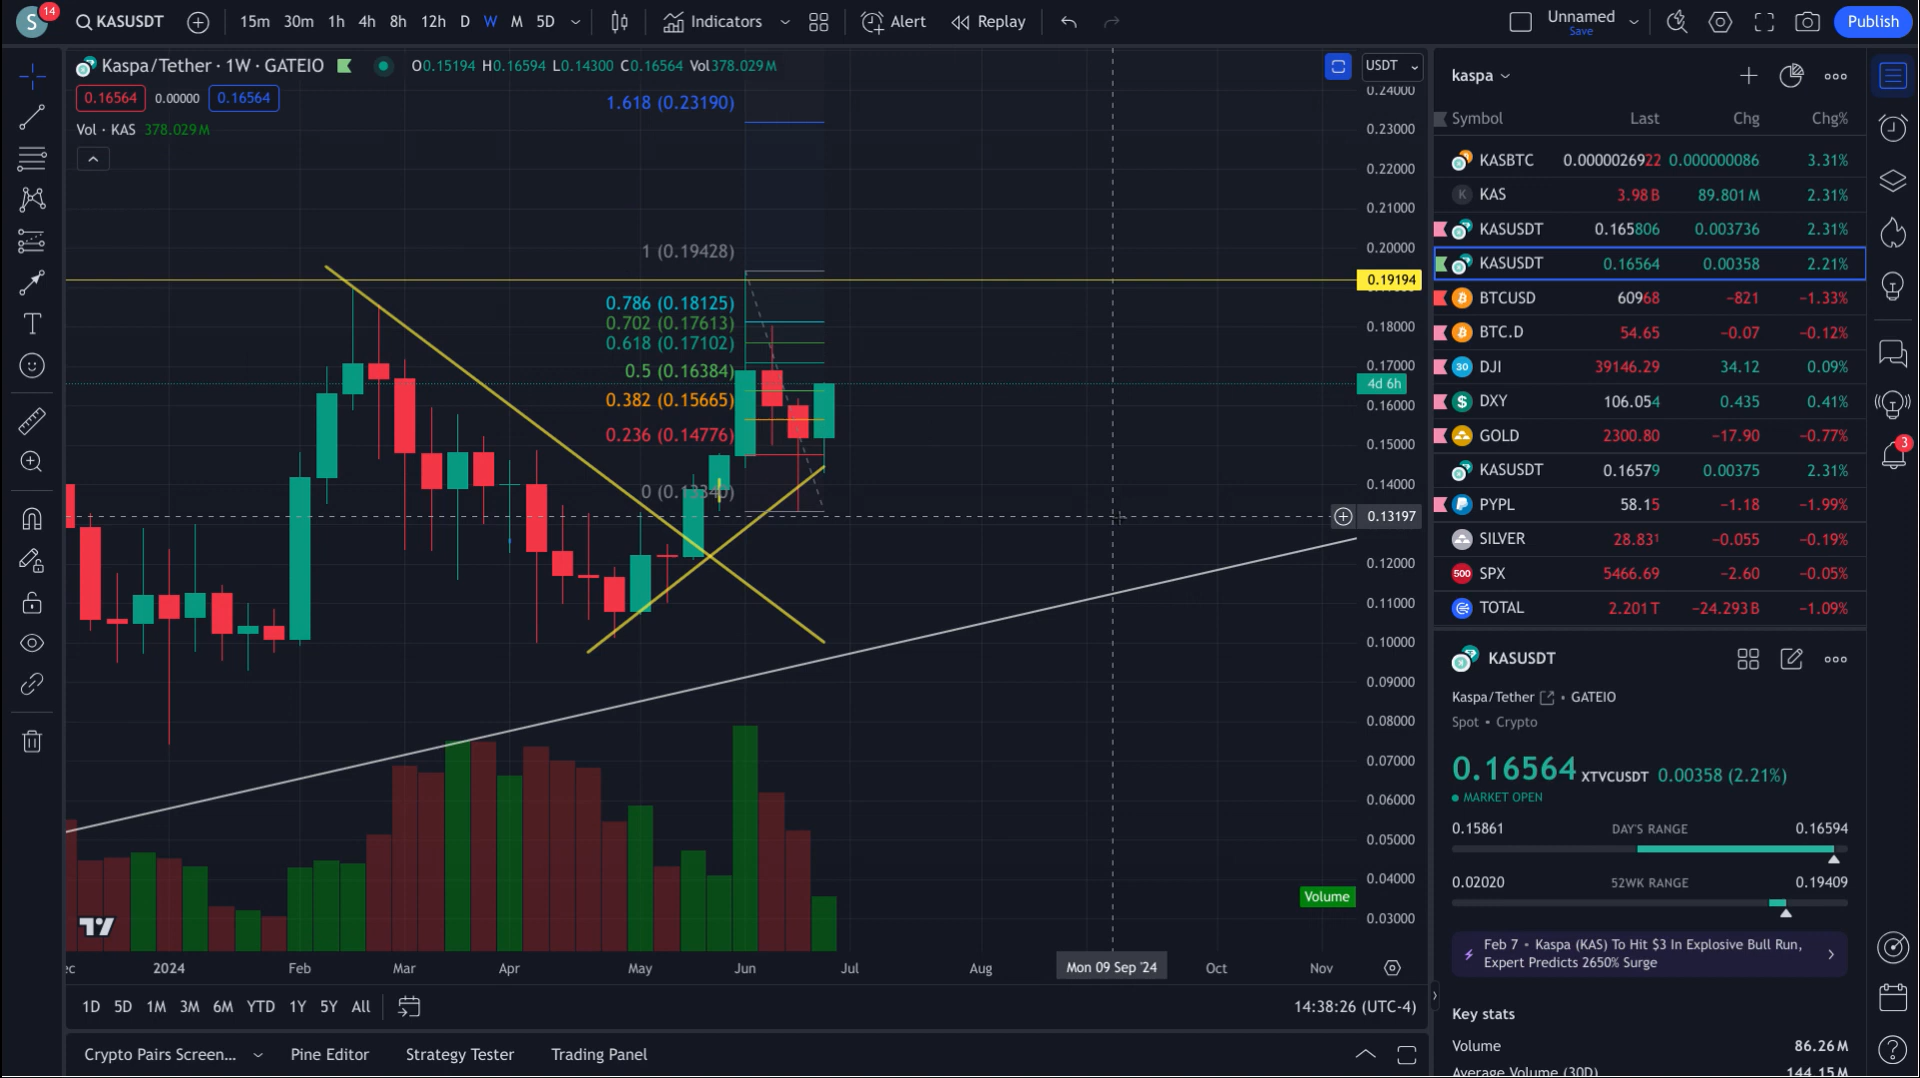 S 14 KASUSDT 15m 30m 1h 4h 8h 12h D W M 5D Indicators Alert Replay Unnamed Save Publish
Kaspa/Tether · 1W · GATEIO O0.15194 H0.16594 L0.14300 C0.16564 Vol378.029M USDT
0.16564 0.00000 0.16564
Vol · KAS 378.029M
1.618 (0.23190)
1 (0.19428)
0.786 (0.18125)
0.702 (0.17613)
0.618 (0.17102)
0.5 (0.16384)
0.382 (0.15665)
0.236 (0.14776)
0 (0.13340)
0.24000
0.23000
0.22000
0.21000
0.20000
0.19194
0.18000
0.17000
4d 6h
0.16000
0.15000
0.14000
0.13197
0.12000
0.11000
0.10000
0.09000
0.08000
0.07000
0.06000
0.05000
0.04000
Volume
0.03000
ec 2024 Feb Mar Apr May Jun Jul Aug Mon 09 Sep '24 Oct Nov
1D 5D 1M 3M 6M YTD 1Y 5Y All 14:38:26 (UTC-4)
Crypto Pairs Screen... Pine Editor Strategy Tester Trading Panel
kaspa
Symbol Last Chg Chg%
KASBTC 0.0000026922 0.000000086 3.31%
K KAS 3.98B 89.801M 2.31%
KASUSDT 0.165806 0.003736 2.31%
KASUSDT 0.16564 0.00358 2.21%
BTCUSD 60968 −821 −1.33%
BTC.D 54.65 −0.07 −0.12%
30 DJI 39146.29 34.12 0.09%
$ DXY 106.054 0.435 0.41%
GOLD 2300.80 −17.90 −0.77%
KASUSDT 0.16579 0.00375 2.31%
PYPL 58.15 −1.18 −1.99%
SILVER 28.831 −0.055 −0.19%
500 SPX 5466.69 −2.60 −0.05%
TOTAL 2.201T −24.293B −1.09%
3
KASUSDT
Kaspa/Tether • GATEIO
Spot • Crypto
0.16564 XTVCUSDT 0.00358 (2.21%)
MARKET OPEN
0.15861 DAY'S RANGE 0.16594
0.02020 52WK RANGE 0.19409
Feb 7 • Kaspa (KAS) To Hit $3 In Explosive Bull Run,
Expert Predicts 2650% Surge
Key stats
Volume 86.26M
Average Volume (30D) 144.15M